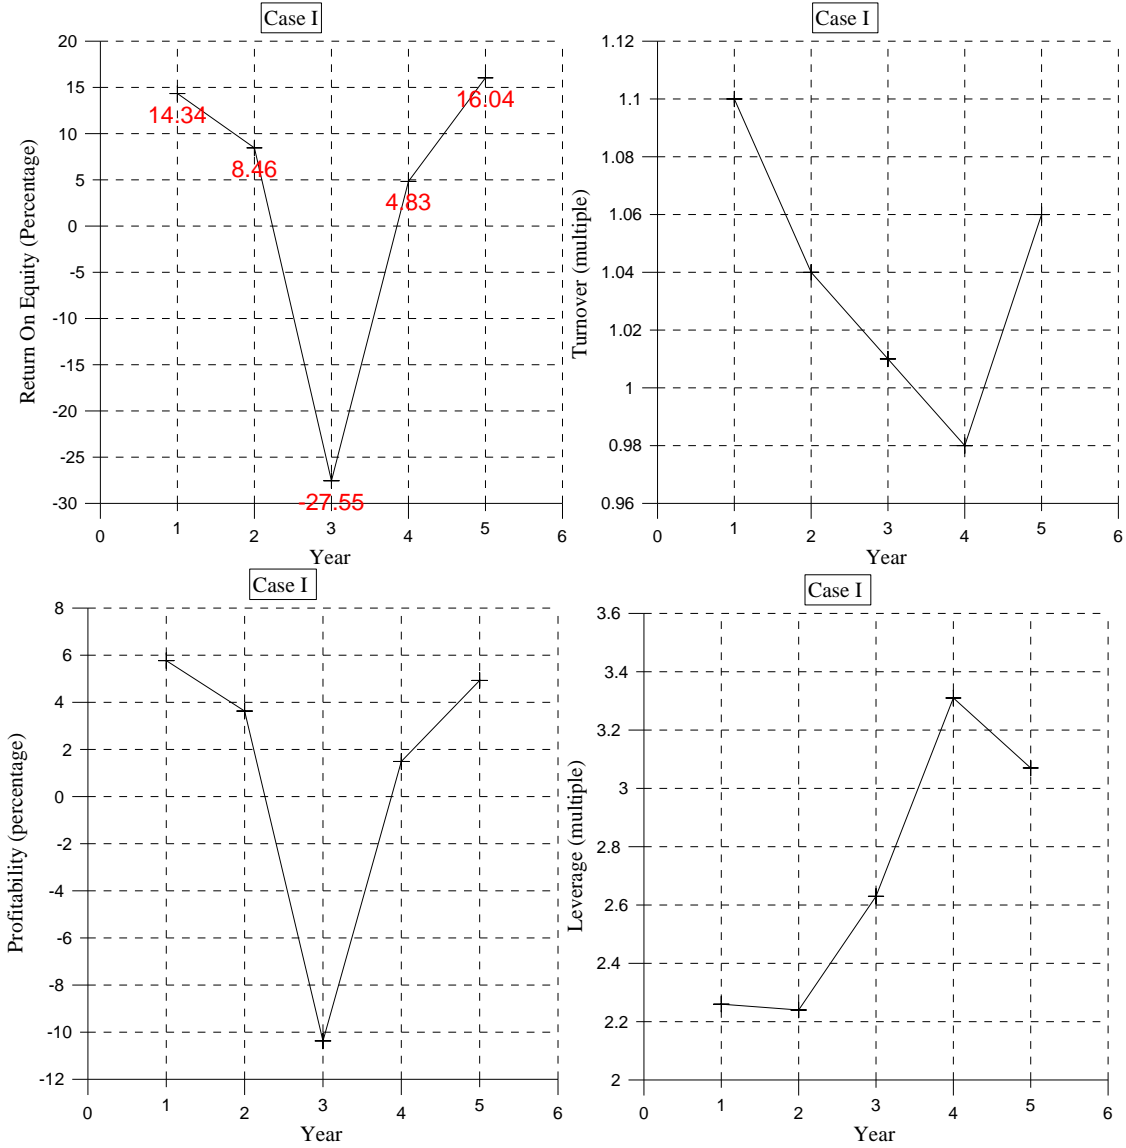 Case I
20
15
10
5
0
-5
-10
-15
-20
-25
-30
Return On Equity (Percentage)
14.34
8.46
-27.55
4.83
16.04
0 1 2 3 4 5 6
Year
Case I
1.12
1.1
1.08
1.06
1.04
1.02
1
0.98
0.96
Turnover (multiple)
0 1 2 3 4 5 6
Year
Case I
8
6
4
2
0
-2
-4
-6
-8
-10
-12
Profitability (percentage)
0 1 2 3 4 5 6
Year
Case I
3.6
3.4
3.2
3
2.8
2.6
2.4
2.2
2
Leverage (multiple)
0 1 2 3 4 5 6
Year